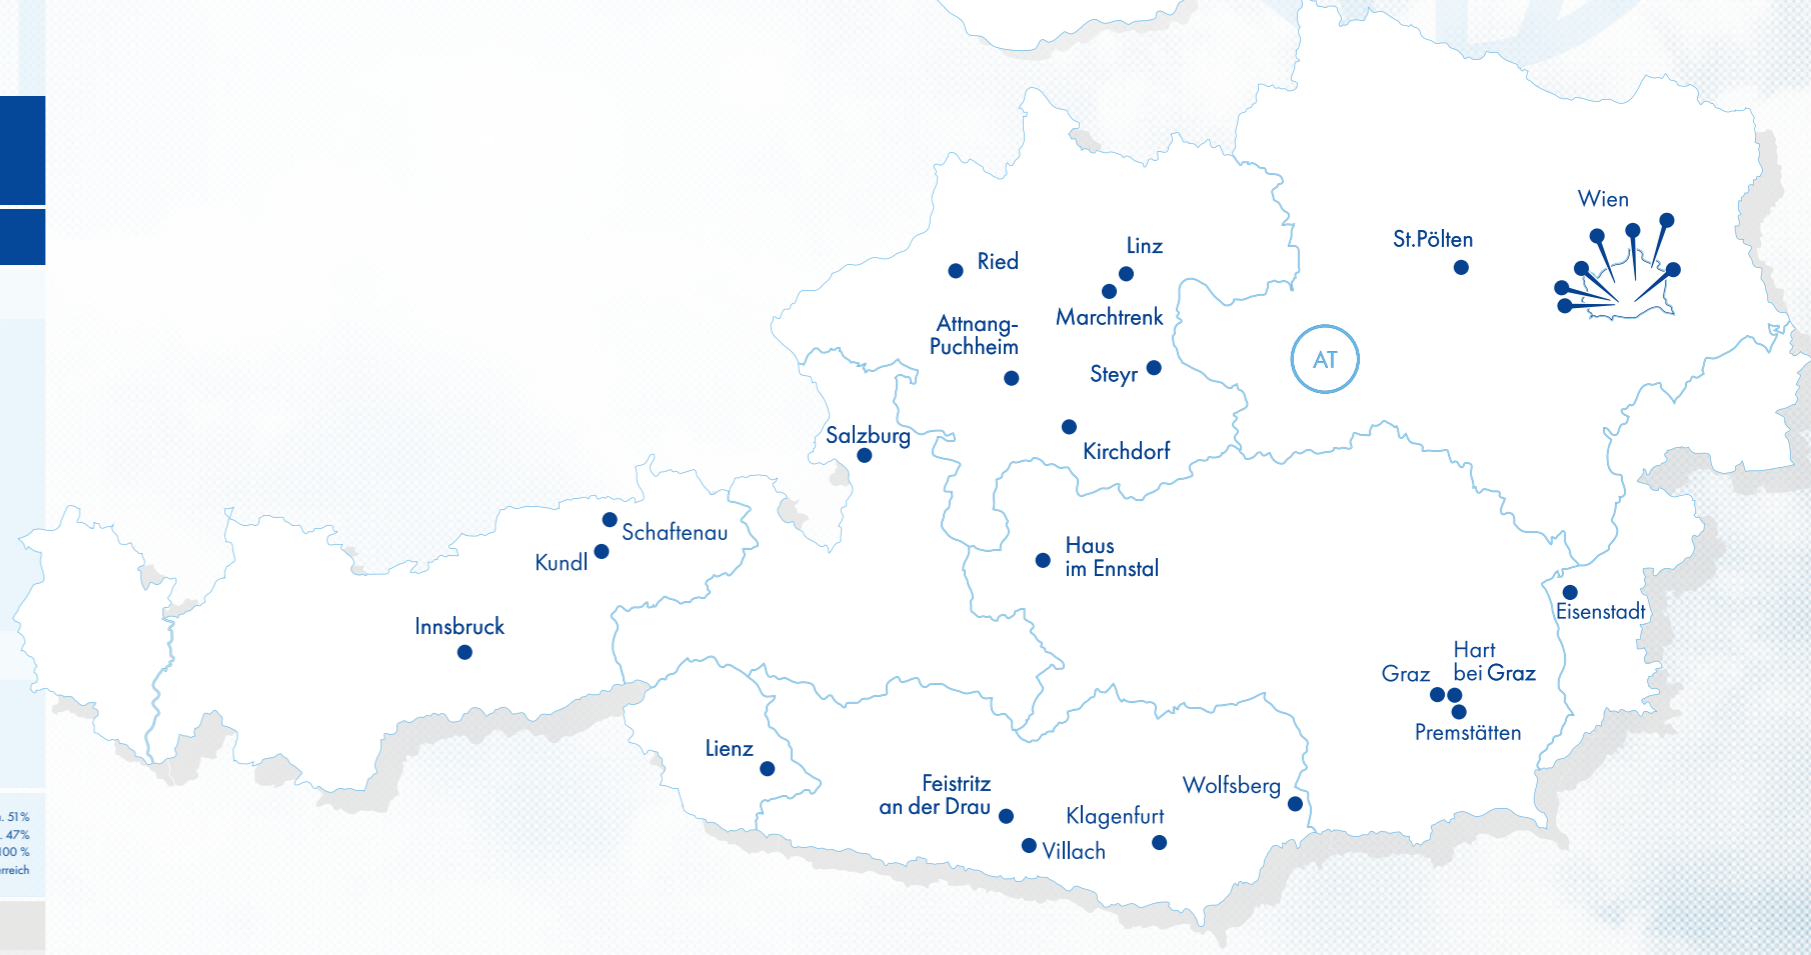 Wien
St.Pölten
Linz
Ried
Marchtrenk
Attnang-
Puchheim
AT
Steyr
Salzburg
Kirchdorf
Schaftenau
Kundl
Haus
im Ennstal
Innsbruck
Eisenstadt
Hart
bei Graz
Graz
Premstätten
Lienz
Feistritz
an der Drau
Wolfsberg
Klagenfurt
Villach
51%
47%
100 %